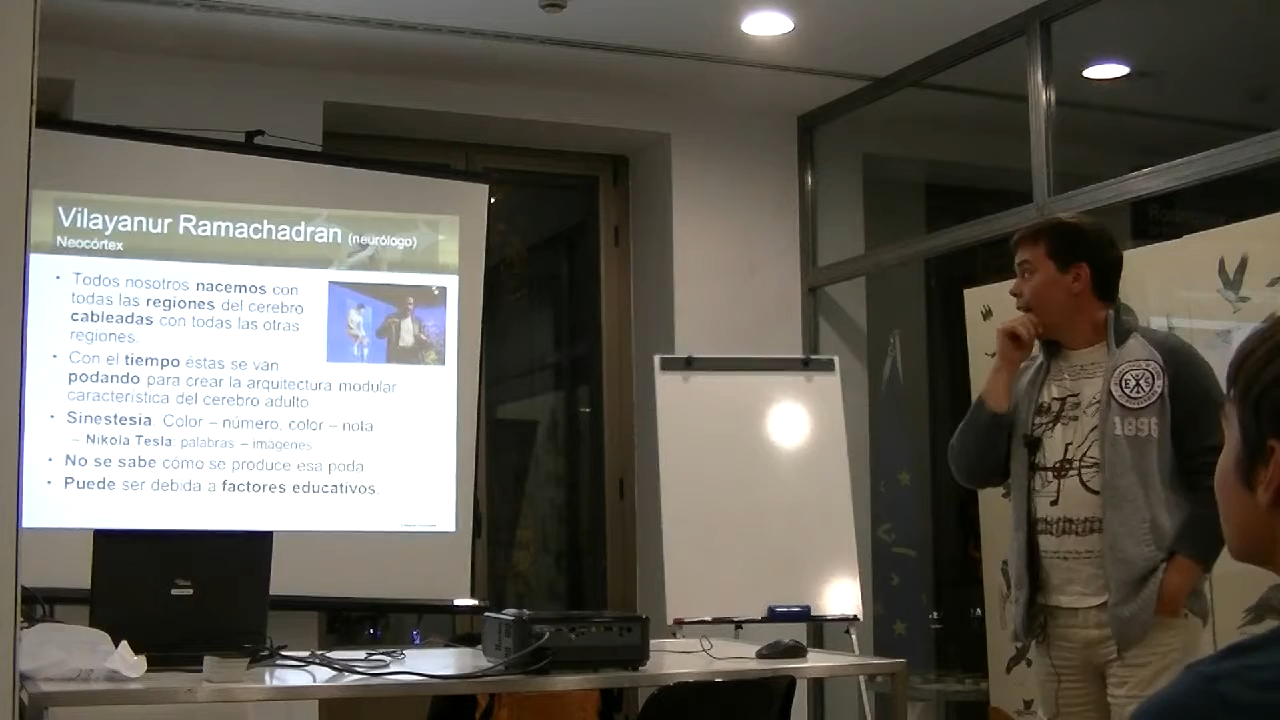 Vilayanur Ramachadran (neurólogo)
Neocórtex
• Todos nosotros nacemos con
todas las regiones del cerebro
cableadas con todas las otras
regiones.
• Con el tiempo éstas se van
podando para crear la arquitectura modular
característica del cerebro adulto
• Sinestesia. Color – número, color – nota
– Nikola Tesla: palabras – imágenes
• No se sabe cómo se produce esa poda
• Puede ser debida a factores educativos.
E S
1896